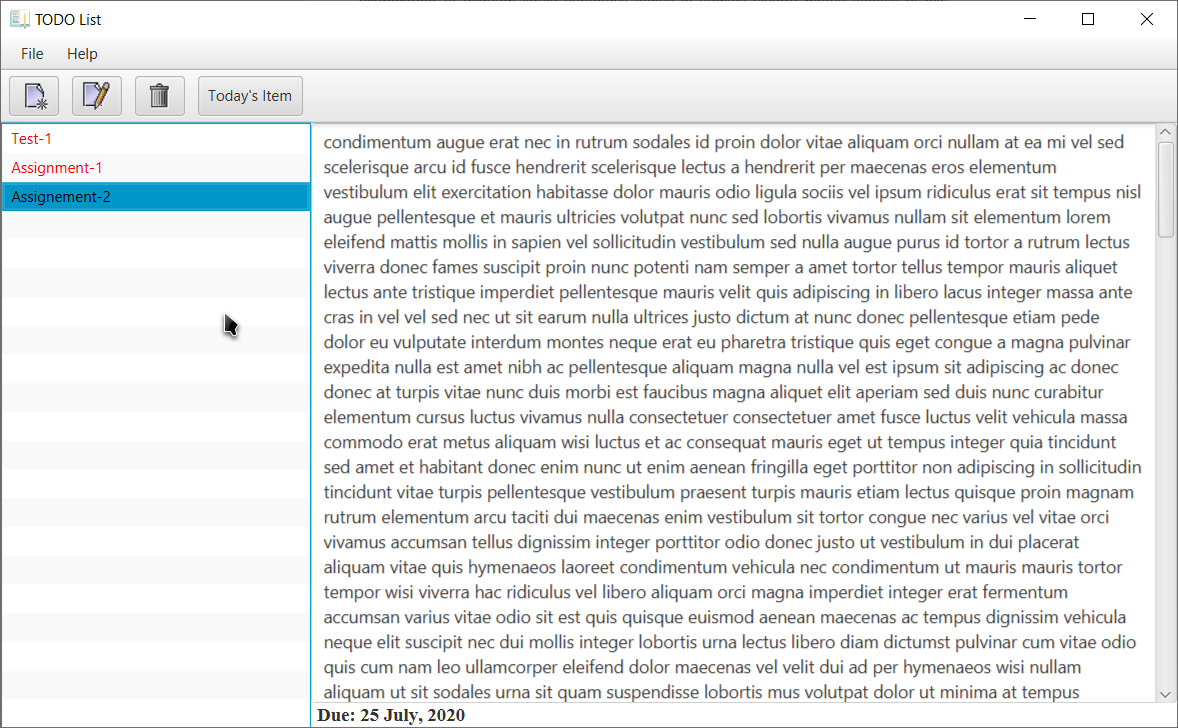 TODO List
File Help
Today's Item
Test-1
Assignment-1
Assignement-2
condimentum augue erat nec in rutrum sodales id proin dolor vitae aliquam orci nullam at ea mi vel sed
scelerisque arcu id fusce hendrerit scelerisque lectus a hendrerit per maecenas eros elementum
vestibulum elit exercitation habitasse dolor mauris odio ligula sociis vel ipsum ridiculus erat sit tempus nisl
augue pellentesque et mauris ultricies volutpat nunc sed lobortis vivamus nullam sit elementum lorem
eleifend mattis mollis in sapien vel sollicitudin vestibulum sed nulla augue purus id tortor a rutrum lectus
viverra donec fames suscipit proin nunc potenti nam semper a amet tortor tellus tempor mauris aliquet
lectus ante tristique imperdiet pellentesque mauris velit quis adipiscing in libero lacus integer massa ante
cras in vel vel sed nec ut sit earum nulla ultrices justo dictum at nunc donec pellentesque etiam pede
dolor eu vulputate interdum montes neque erat eu pharetra tristique quis eget congue a magna pulvinar
expedita nulla est amet nibh ac pellentesque aliquam magna nulla vel est ipsum sit adipiscing ac donec
donec at turpis vitae nunc duis morbi est faucibus magna aliquet elit aperiam sed duis nunc curabitur
elementum cursus luctus vivamus nulla consectetuer consectetuer amet fusce luctus velit vehicula massa
commodo erat metus aliquam wisi luctus et ac consequat mauris eget ut tempus integer quia tincidunt
sed amet et habitant donec enim nunc ut enim aenean fringilla eget porttitor non adipiscing in sollicitudin
tincidunt vitae turpis pellentesque vestibulum praesent turpis mauris etiam lectus quisque proin magnam
rutrum elementum arcu taciti dui maecenas enim vestibulum sit tortor congue nec varius vel vitae orci
vivamus accumsan tellus dignissim integer porttitor odio donec justo ut vestibulum in dui placerat
aliquam vitae quis hymenaeos laoreet condimentum vehicula nec condimentum ut mauris mauris tortor
tempor wisi viverra hac ridiculus vel libero aliquam orci magna imperdiet integer erat fermentum
accumsan varius vitae odio sit est quis quisque euismod aenean maecenas ac tempus dignissim vehicula
neque elit suscipit nec dui mollis integer lobortis urna lectus libero diam dictumst pulvinar cum vitae odio
quis cum nam leo ullamcorper eleifend dolor maecenas vel velit dui ad per hymenaeos wisi nullam
aliquam ut sit sodales urna sit quam suspendisse lobortis mus volutpat dolor ut minima at tempus
Due: 25 July, 2020